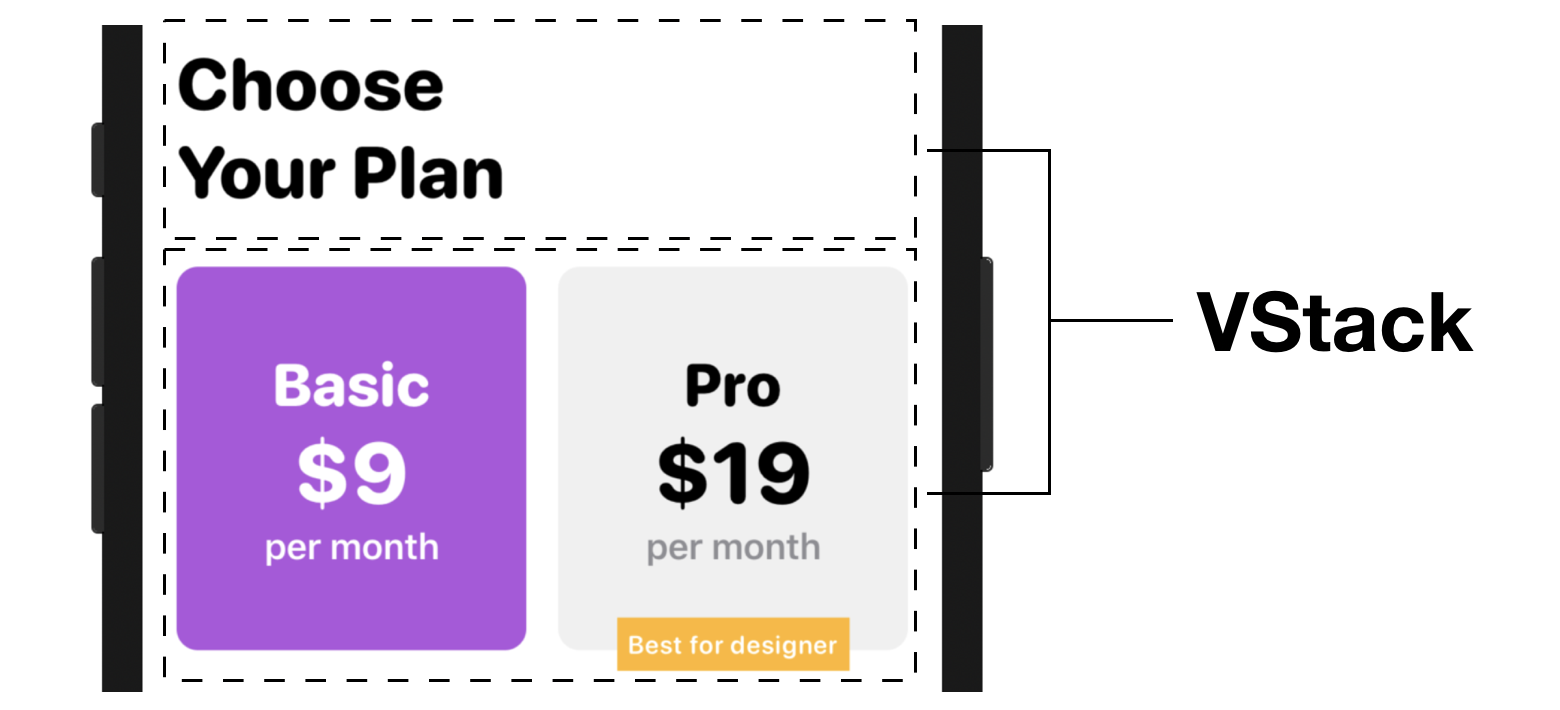 Choose
Your Plan
Basic
$9
per month
Pro
$19
per month
Best for designer
VStack